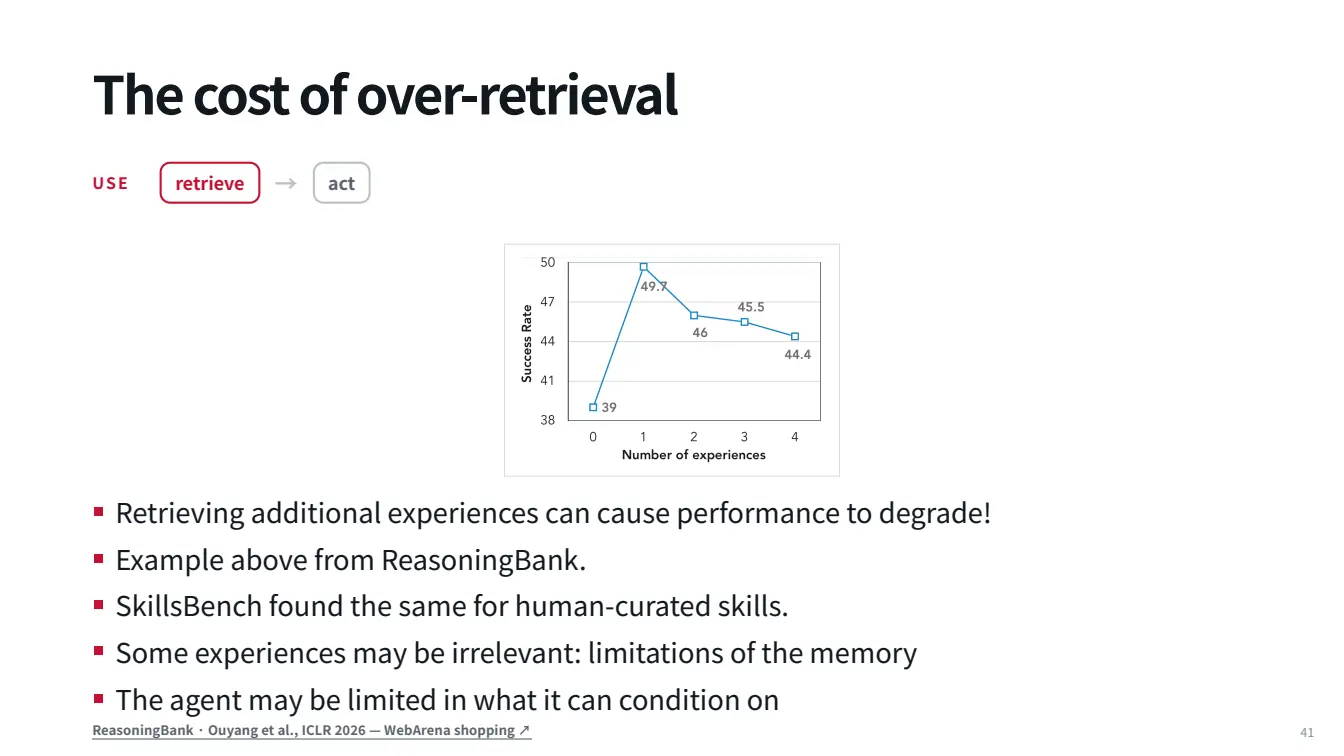 The cost of over-retrieval
USE retrieve → act
50
47
44
41
38
Success Rate
39
49.7
46
45.5
44.4
0 1 2 3 4
Number of experiences
Retrieving additional experiences can cause performance to degrade!
Example above from ReasoningBank.
SkillsBench found the same for human-curated skills.
Some experiences may be irrelevant: limitations of the memory
The agent may be limited in what it can condition on
ReasoningBank · Ouyang et al., ICLR 2026 — WebArena shopping ↗
41